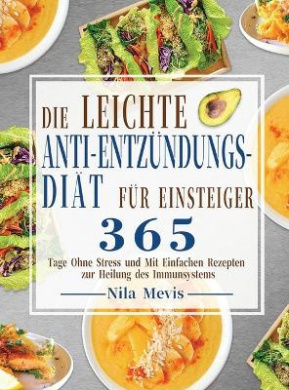 DIE LEICHTE
ANTI-ENTZÜNDUNGS-
DIÄT FÜR EINSTEIGER
365
Tage Ohne Stress und Mit Einfachen Rezepten
zur Heilung des Immunsystems
Nila Mevis